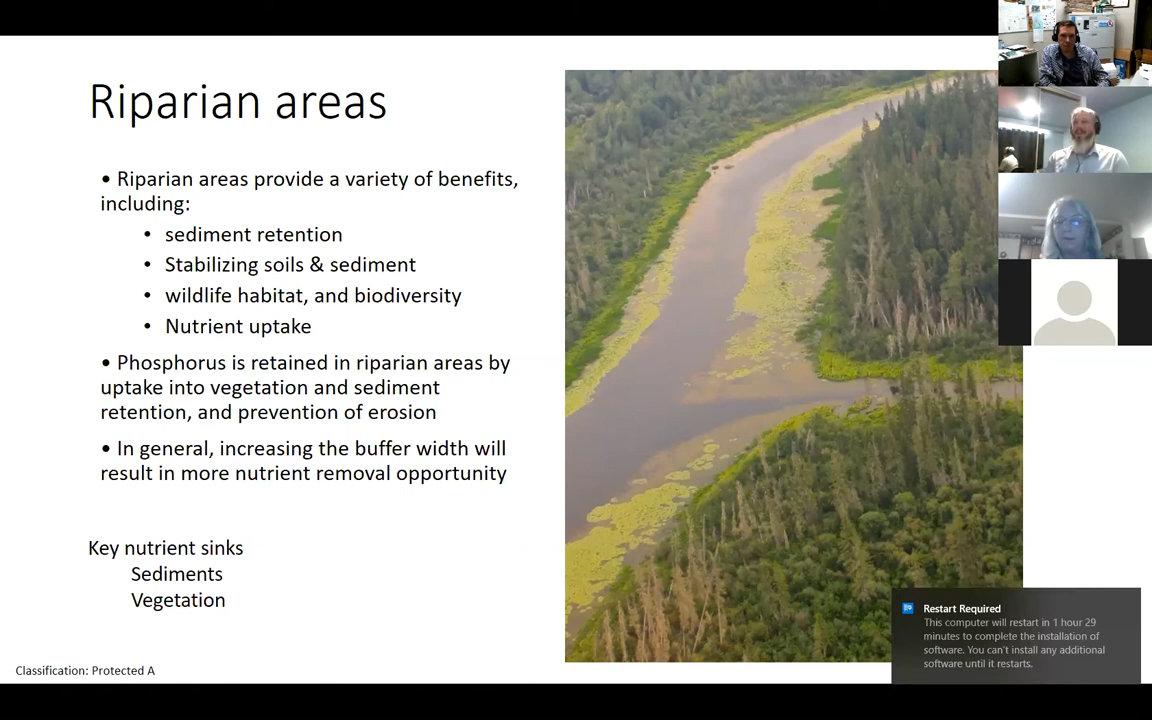 Riparian areas
• Riparian areas provide a variety of benefits,
including:
• sediment retention
• Stabilizing soils & sediment
• wildlife habitat, and biodiversity
• Nutrient uptake
• Phosphorus is retained in riparian areas by
uptake into vegetation and sediment
retention, and prevention of erosion
• In general, increasing the buffer width will
result in more nutrient removal opportunity
Key nutrient sinks
Sediments
Vegetation
Classification: Protected A
Restart Required
This computer will restart in 1 hour 29
minutes to complete the installation of
software. You can't install any additional
software until it restarts.